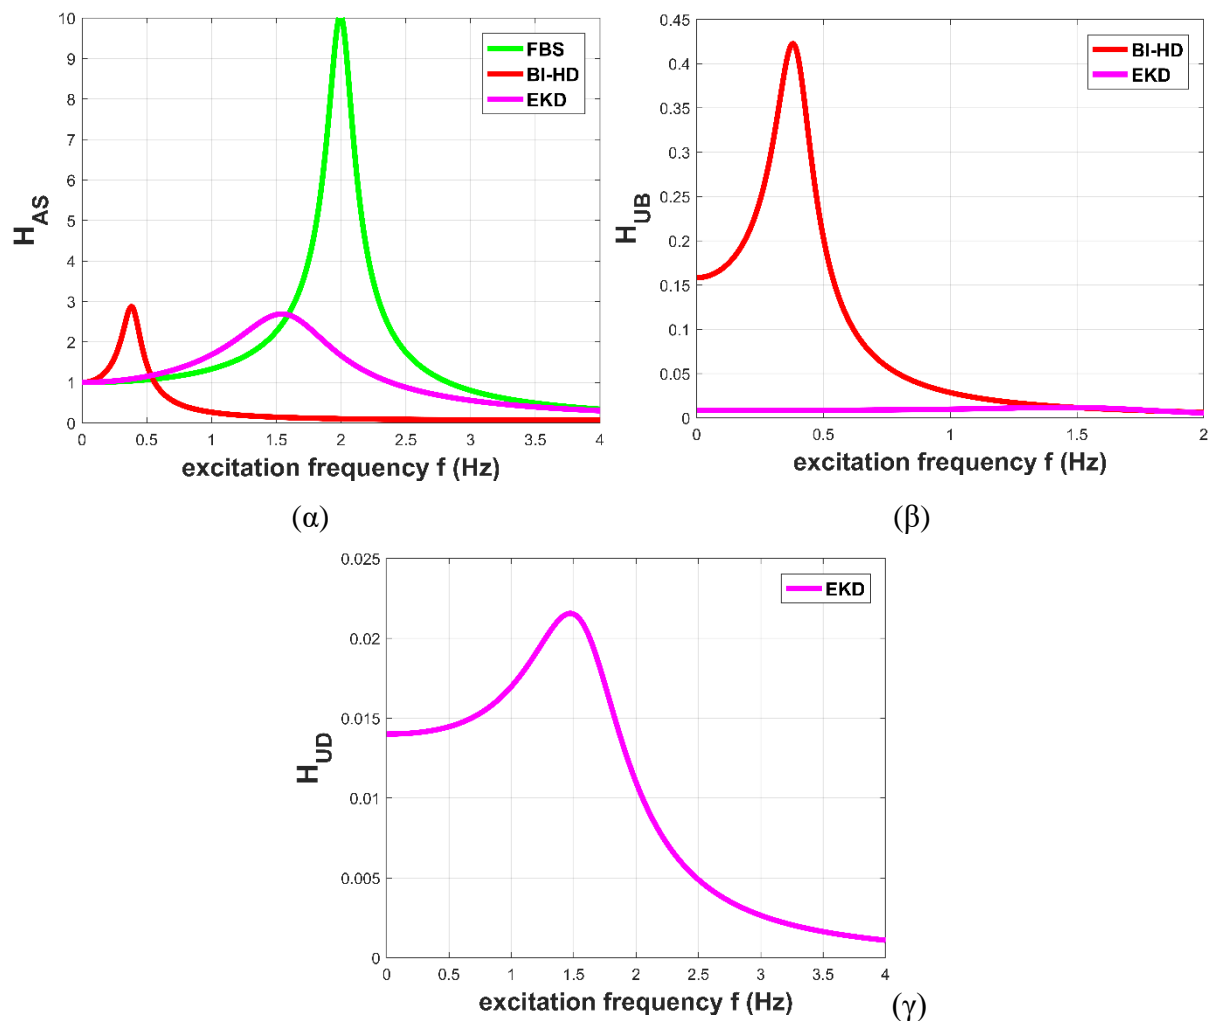 10
9
8
7
6
5
4
3
2
1
0
H_AS
FBS
BI-HD
EKD
0 0.5 1 1.5 2 2.5 3 3.5 4
excitation frequency f (Hz)
(α)
0.45
0.4
0.35
0.3
0.25
0.2
0.15
0.1
0.05
0
H_UB
BI-HD
EKD
0 0.5 1 1.5 2
excitation frequency f (Hz)
(β)
0.025
0.02
0.015
0.01
0.005
0
H_UD
EKD
0 0.5 1 1.5 2 2.5 3 3.5 4
excitation frequency f (Hz)
(γ)